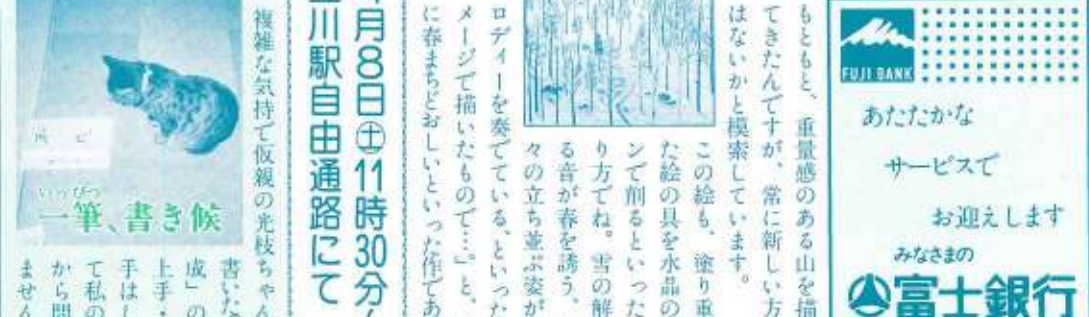 FUJI BANK
あたたかな
サービスで
お迎えします
みなさまの
富士銀行
もともと、重量感のある山を描
てきたんですが、常に新しい方
はないかと模索しています。
この絵も、塗り重
た絵の具を水晶の
ンで削るといった
り方でね。雪の解
る音が春を誘う。
々の立ち並ぶ姿が
ロディーを奏でている、といった
メージで描いたもので…。」と、
に春まちどおしいといった作であ
月8日㊏11時30分
川駅自由通路にて
複雑な気持で仮親の光枝ちゃん
いっぴつ
一筆、書き候
書いた
成」の
上手・
手はし
て私の
から間
ません